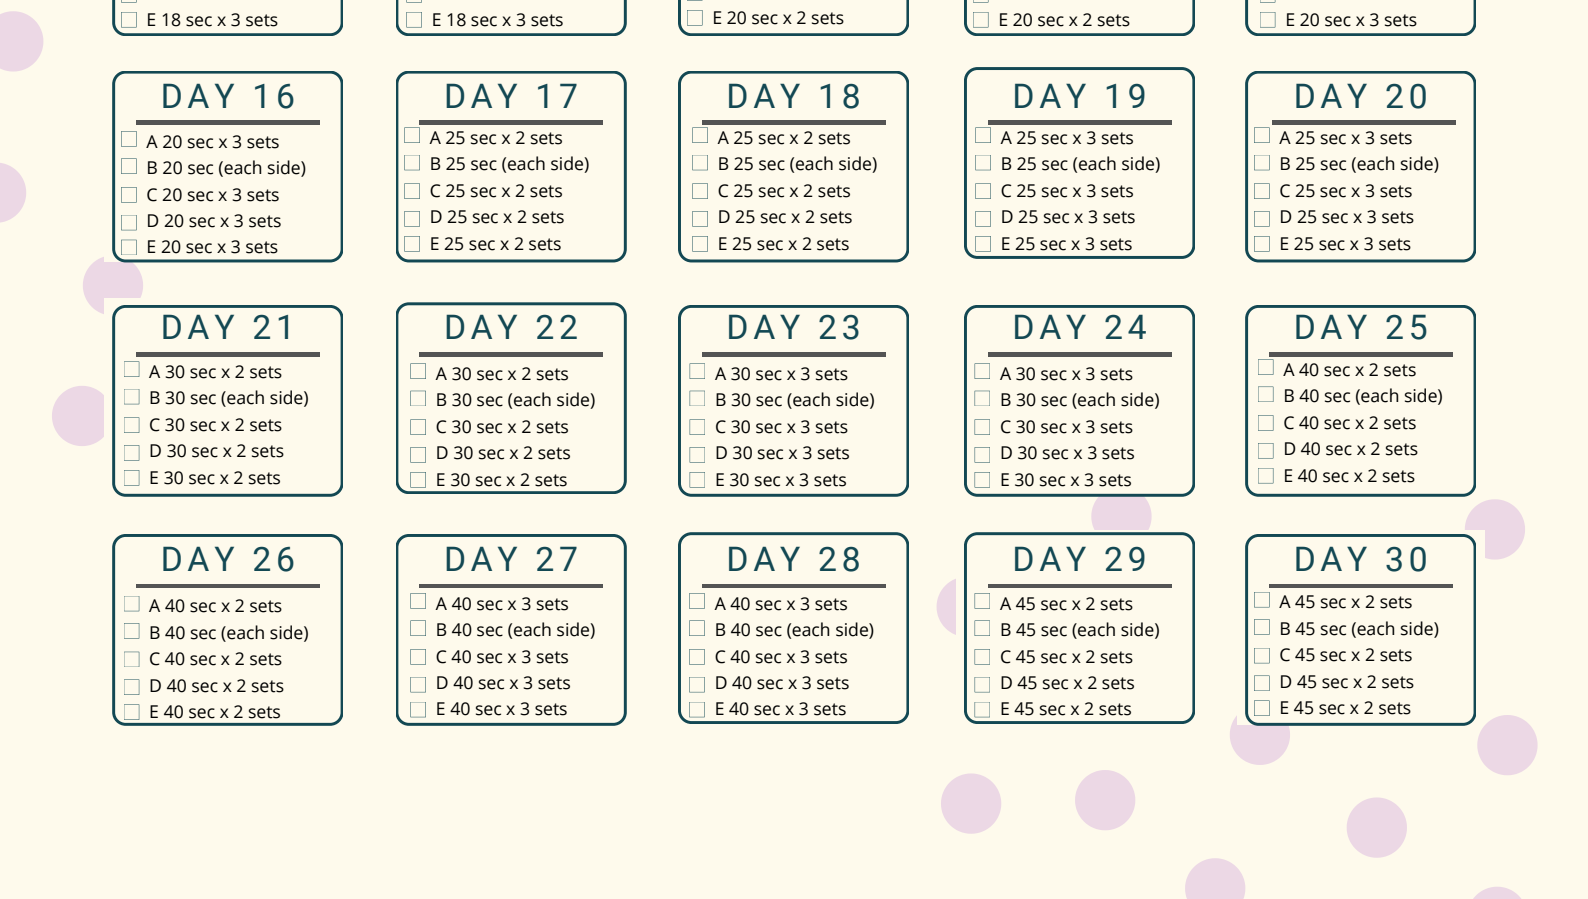 E 18 sec x 3 sets
E 18 sec x 3 sets
E 20 sec x 2 sets
E 20 sec x 2 sets
E 20 sec x 3 sets
DAY 16
A 20 sec x 3 sets
B 20 sec (each side)
C 20 sec x 3 sets
D 20 sec x 3 sets
E 20 sec x 3 sets
DAY 17
A 25 sec x 2 sets
B 25 sec (each side)
C 25 sec x 2 sets
D 25 sec x 2 sets
E 25 sec x 2 sets
DAY 18
A 25 sec x 2 sets
B 25 sec (each side)
C 25 sec x 2 sets
D 25 sec x 2 sets
E 25 sec x 2 sets
DAY 19
A 25 sec x 3 sets
B 25 sec (each side)
C 25 sec x 3 sets
D 25 sec x 3 sets
E 25 sec x 3 sets
DAY 20
A 25 sec x 3 sets
B 25 sec (each side)
C 25 sec x 3 sets
D 25 sec x 3 sets
E 25 sec x 3 sets
DAY 21
A 30 sec x 2 sets
B 30 sec (each side)
C 30 sec x 2 sets
D 30 sec x 2 sets
E 30 sec x 2 sets
DAY 22
A 30 sec x 2 sets
B 30 sec (each side)
C 30 sec x 2 sets
D 30 sec x 2 sets
E 30 sec x 2 sets
DAY 23
A 30 sec x 3 sets
B 30 sec (each side)
C 30 sec x 3 sets
D 30 sec x 3 sets
E 30 sec x 3 sets
DAY 24
A 30 sec x 3 sets
B 30 sec (each side)
C 30 sec x 3 sets
D 30 sec x 3 sets
E 30 sec x 3 sets
DAY 25
A 40 sec x 2 sets
B 40 sec (each side)
C 40 sec x 2 sets
D 40 sec x 2 sets
E 40 sec x 2 sets
DAY 26
A 40 sec x 2 sets
B 40 sec (each side)
C 40 sec x 2 sets
D 40 sec x 2 sets
E 40 sec x 2 sets
DAY 27
A 40 sec x 3 sets
B 40 sec (each side)
C 40 sec x 3 sets
D 40 sec x 3 sets
E 40 sec x 3 sets
DAY 28
A 40 sec x 3 sets
B 40 sec (each side)
C 40 sec x 3 sets
D 40 sec x 3 sets
E 40 sec x 3 sets
DAY 29
A 45 sec x 2 sets
B 45 sec (each side)
C 45 sec x 2 sets
D 45 sec x 2 sets
E 45 sec x 2 sets
DAY 30
A 45 sec x 2 sets
B 45 sec (each side)
C 45 sec x 2 sets
D 45 sec x 2 sets
E 45 sec x 2 sets